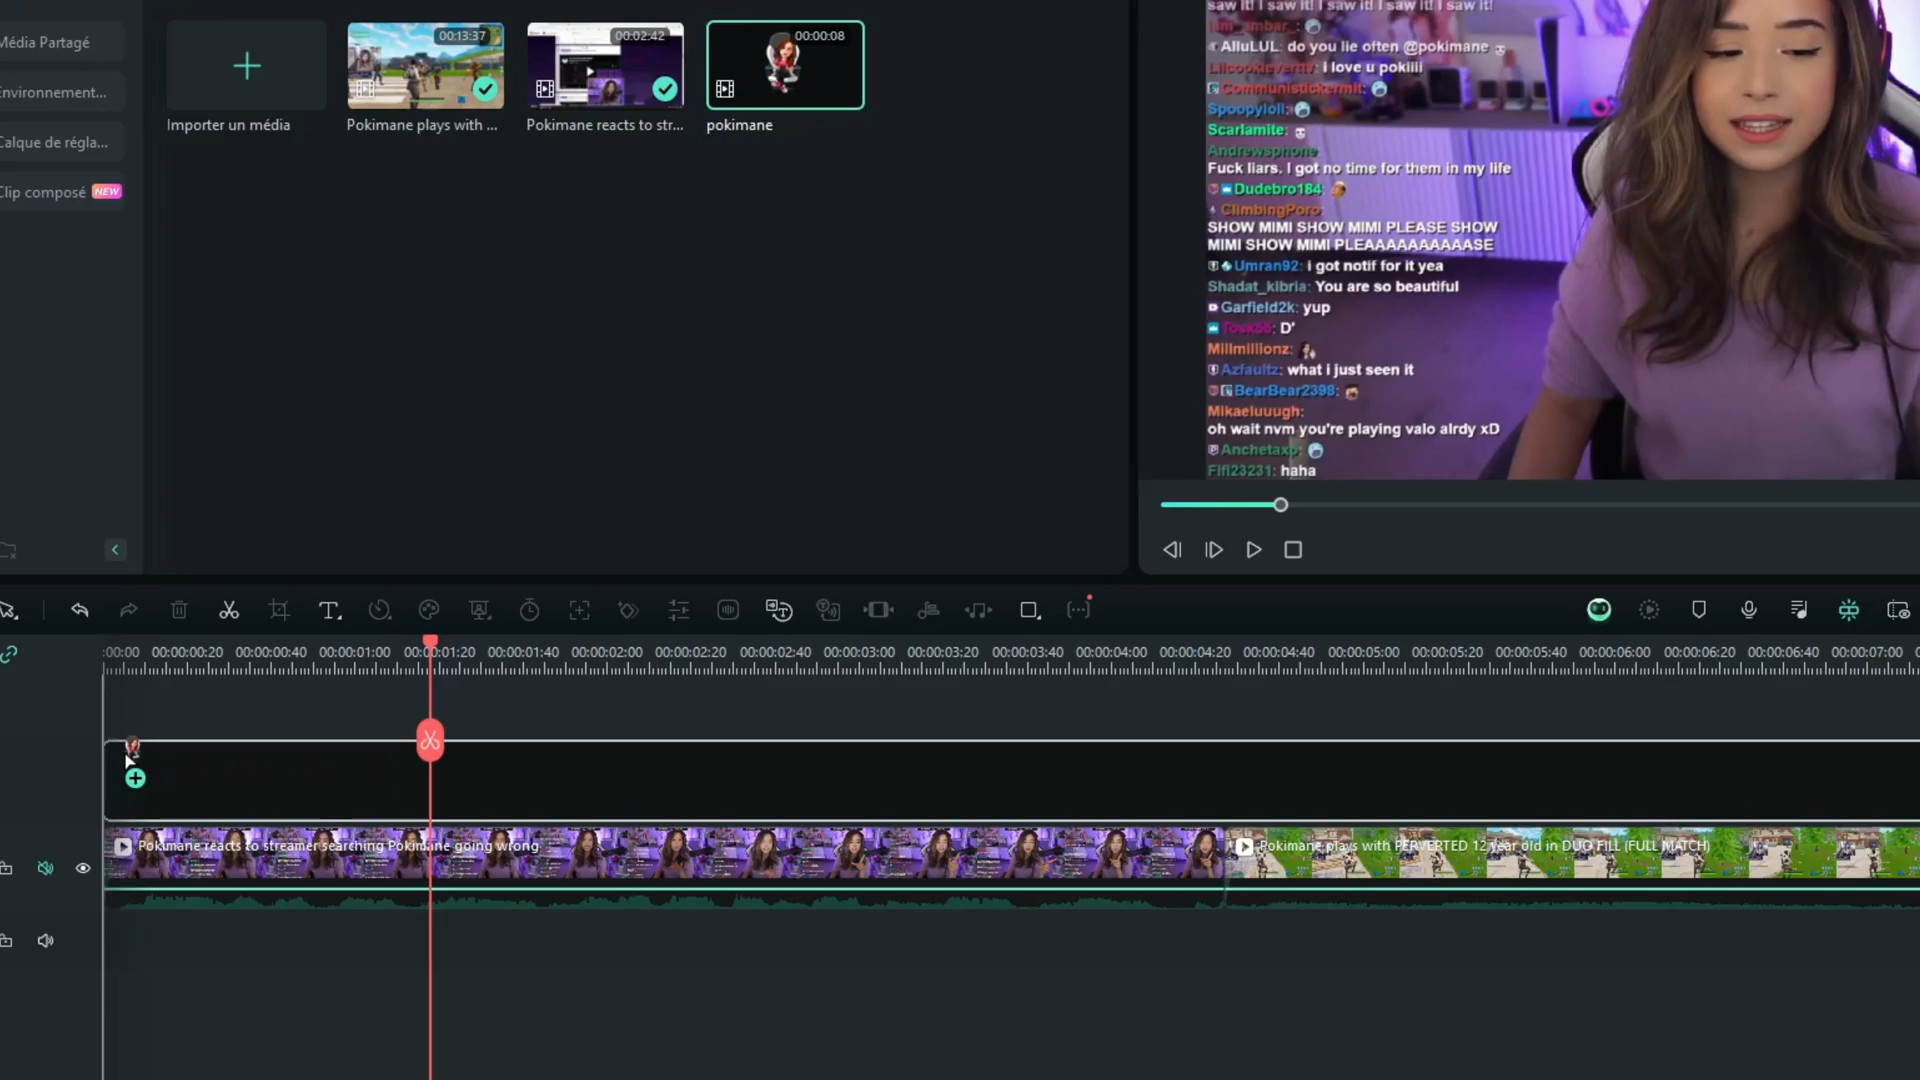 Média Partagé
Environnement...
Calque de régla...
Clip composé NEW
00:13:37
00:02:42
00:00:08
Importer un média
Pokimane plays with ...
Pokimane reacts to str...
pokimane
saw it! I saw it! I saw it! I saw it! I saw it!
AlluLUL: do you lie often @pokimane
Lilcookieverttv: i love u pokiiii
Communistickermit:
Spoopyloli:
Scarlamite:
Andrewsphone
Fuck liars. I got no time for them in my life
Dudebro184:
ClimbingPoro:
SHOW MIMI SHOW MIMI PLEASE SHOW
MIMI SHOW MIMI PLEAAAAAAAAAASE
Umran92: i got notif for it yea
Shadat_kibria: You are so beautiful
Garfield2k: yup
D'
Millmillionz:
Azfaultz: what i just seen it
BearBear2398:
Mikaeluuugh:
oh wait nvm you're playing valo alrdy xD
Anchetaxp:
Fifi23231: haha
:00:00 00:00:00:20 00:00:00:40 00:00:01:00 00:00:01:20 00:00:01:40 00:00:02:00 00:00:02:20 00:00:02:40 00:00:03:00 00:00:03:20 00:00:03:40 00:00:04:00 00:00:04:20 00:00:04:40 00:00:05:00 00:00:05:20 00:00:05:40 00:00:06:00 00:00:06:20 00:00:06:40 00:00:07:00
Pokimane reacts to streamer searching Pokimane going wrong
Pokimane plays with PERVERTED 12 year old in DUO FILL (FULL MATCH)